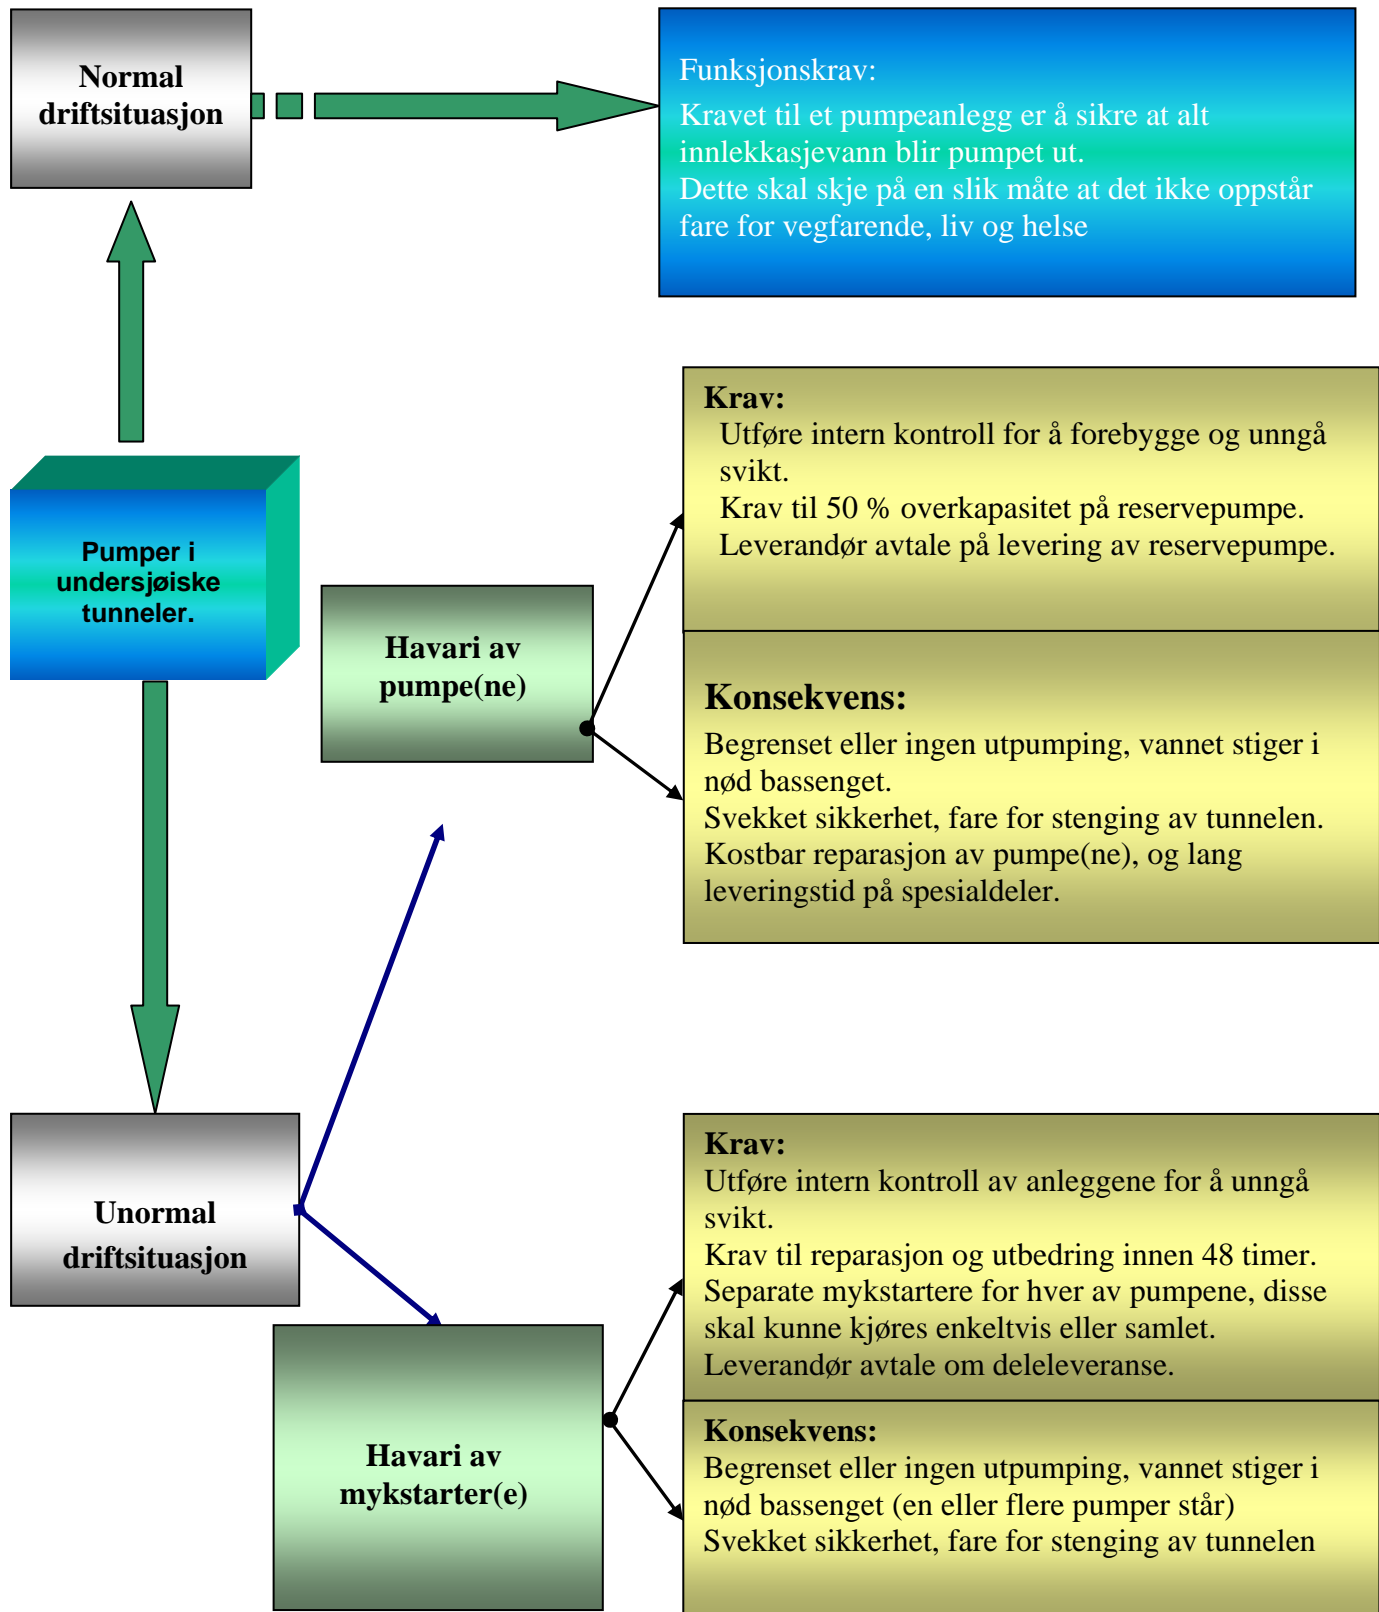 Normal
driftsituasjon
Funksjonskrav:
Kravet til et pumpeanlegg er å sikre at alt
innlekkasjevann blir pumpet ut.
Dette skal skje på en slik måte at det ikke oppstår
fare for vegfarende, liv og helse
Pumper i
undersjøiske
tunneler.
Havari av
pumpe(ne)
Krav:
Utføre intern kontroll for å forebygge og unngå
svikt.
Krav til 50 % overkapasitet på reservepumpe.
Leverandør avtale på levering av reservepumpe.
Konsekvens:
Begrenset eller ingen utpumping, vannet stiger i
nød bassenget.
Svekket sikkerhet, fare for stenging av tunnelen.
Kostbar reparasjon av pumpe(ne), og lang
leveringstid på spesialdeler.
Unormal
driftsituasjon
Havari av
mykstarter(e)
Krav:
Utføre intern kontroll av anleggene for å unngå
svikt.
Krav til reparasjon og utbedring innen 48 timer.
Separate mykstartere for hver av pumpene, disse
skal kunne kjøres enkeltvis eller samlet.
Leverandør avtale om deleleveranse.
Konsekvens:
Begrenset eller ingen utpumping, vannet stiger i
nød bassenget (en eller flere pumper står)
Svekket sikkerhet, fare for stenging av tunnelen